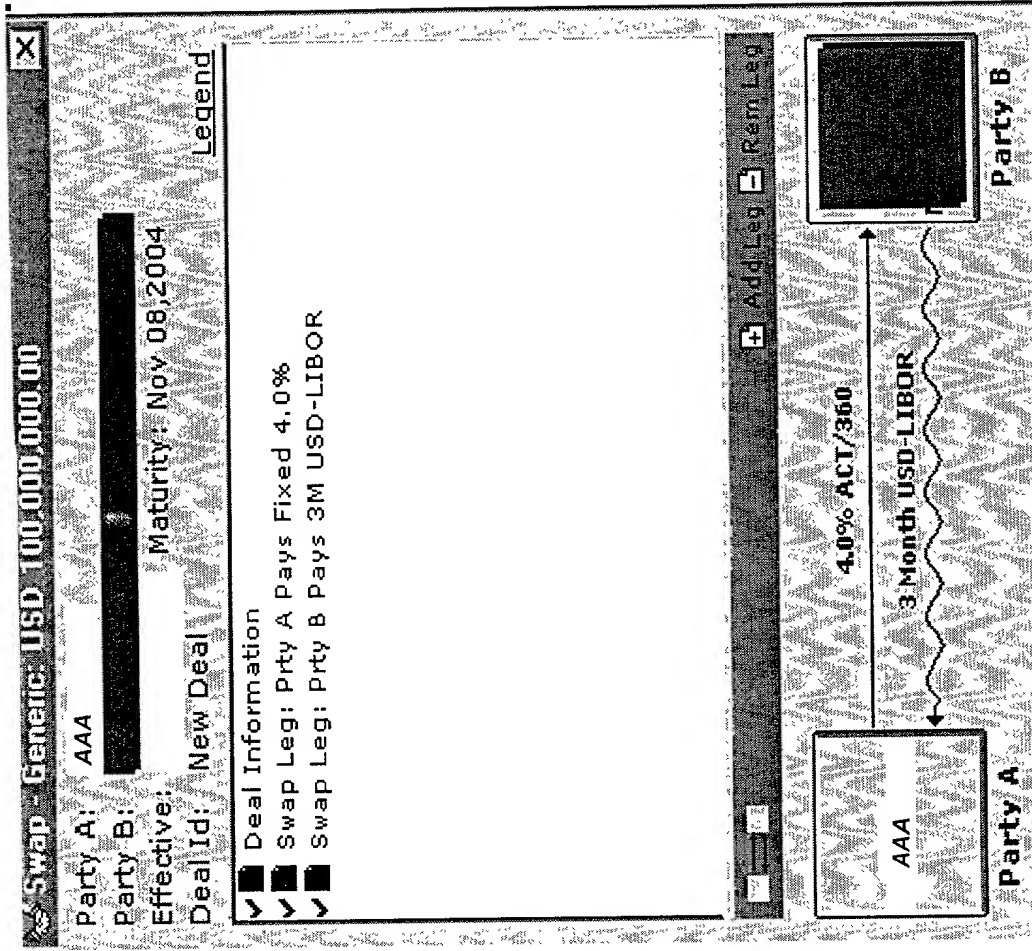 Swap - Generic: USD 100,000,000.00
Party A: AAA
Party B:
Effective: Maturity: Nov 08,2004
Deal Id: New Deal Legend
Deal Information
Swap Leg: Prty A Pays Fixed 4.0%
Swap Leg: Prty B Pays 3M USD-LIBOR
Add Leg Rem Leg
4.0% ACT/360
3 Month USD-LIBOR
AAA
Party A Party B